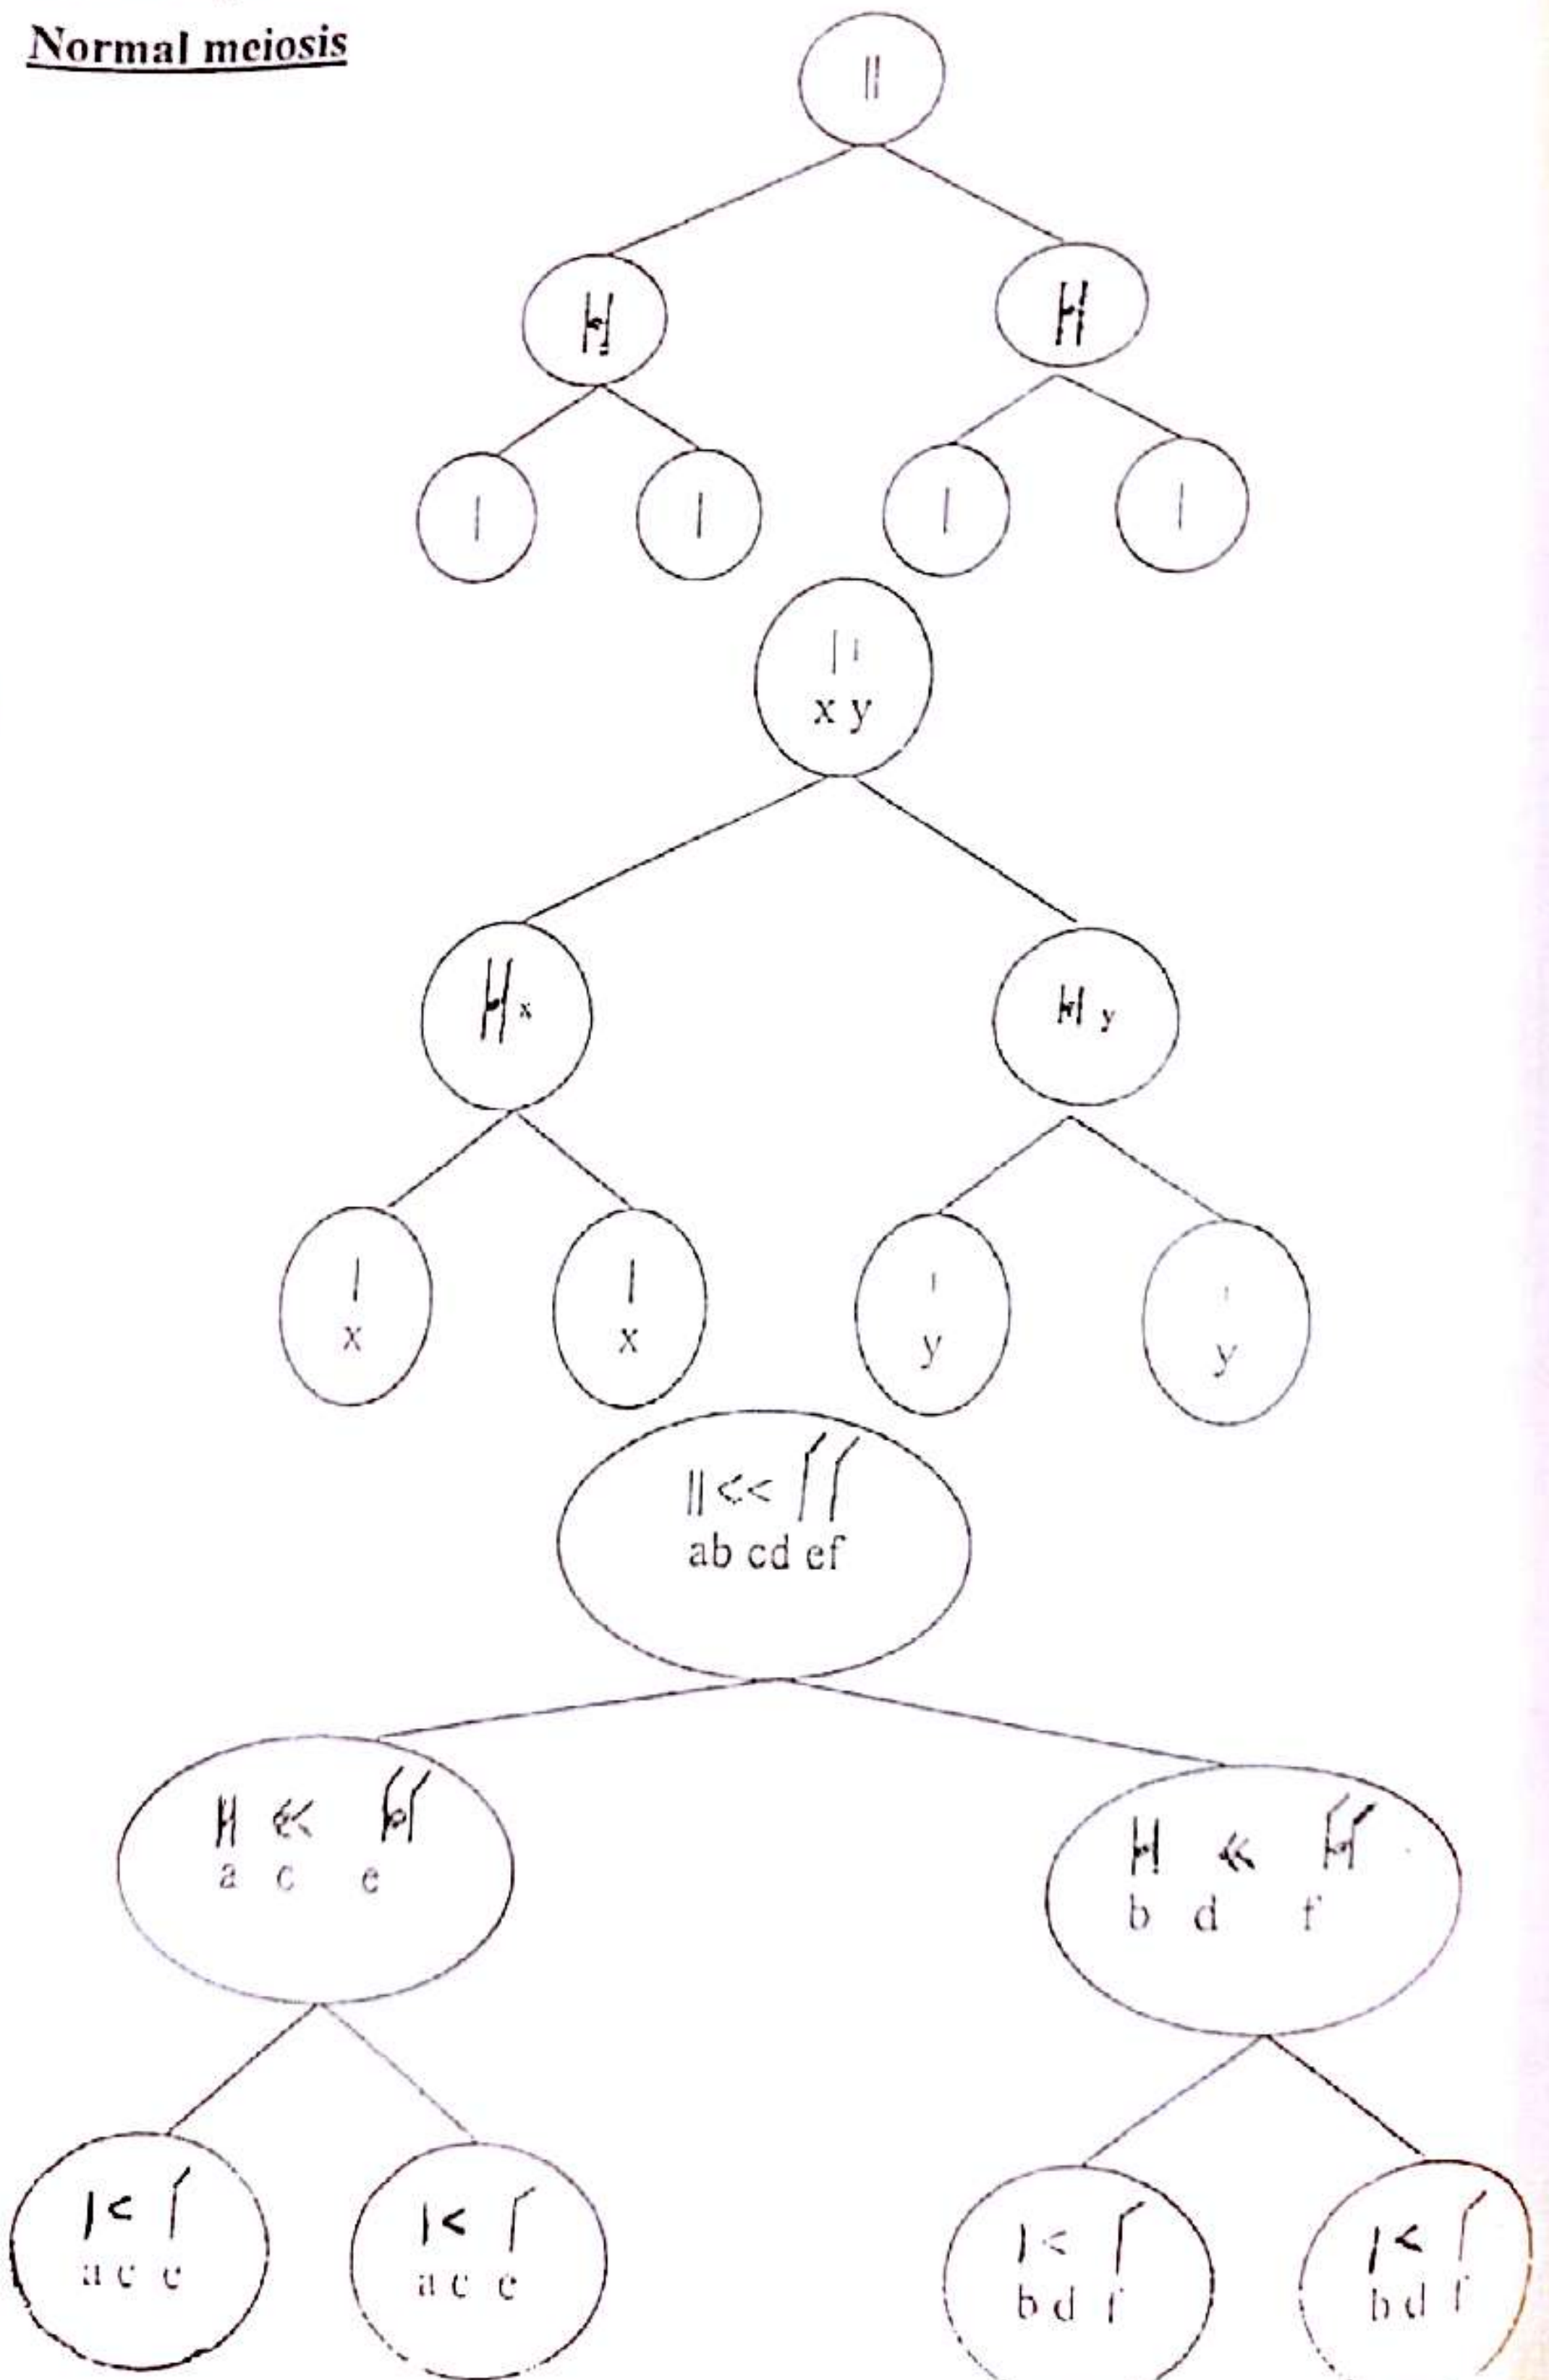 Normal meiosis
x y
x
y
x
x
y
y
ab cd ef
a c e
b d f
a c e
a c e
b d f
b d f